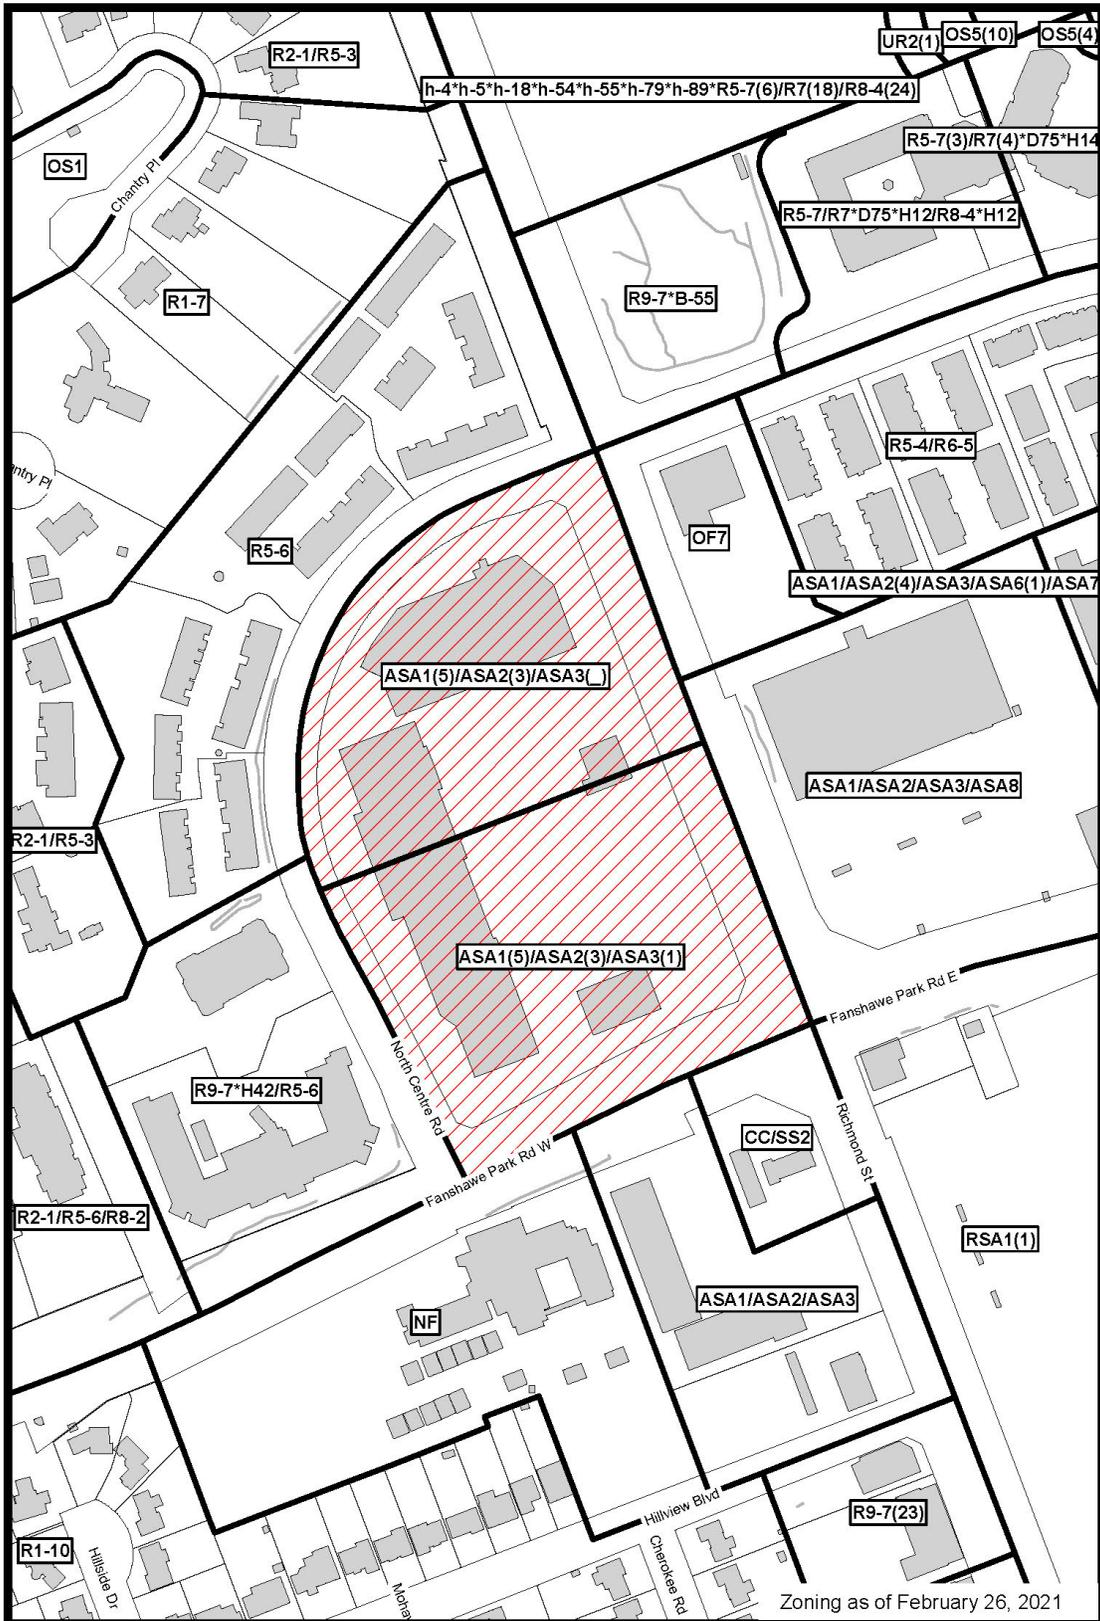 UR2(1)
OS5(10)
OS5(4)
R2-1/R5-3
h-4*h-5*h-18*h-54*h-55*h-79*h-89*R5-7(6)/R7(18)/R8-4(24)
R5-7(3)/R7(4)*D75*H14
OS1
Chantry Pl
R5-7/R7*D75*H12/R8-4*H12
R1-7
R9-7*B-55
R5-4/R6-5
antry Pl
OF7
R5-6
ASA1/ASA2(4)/ASA3/ASA6(1)/ASA7
ASA1(5)/ASA2(3)/ASA3(_)
ASA1/ASA2/ASA3/ASA8
R2-1/R5-3
ASA1(5)/ASA2(3)/ASA3(1)
Fanshawe Park Rd E
North Centre Rd
R9-7*H42/R5-6
Richmond St
CC/SS2
Fanshawe Park Rd W
R2-1/R5-6/R8-2
RSA1(1)
ASA1/ASA2/ASA3
NF
Hillview Blvd
R9-7(23)
R1-10
Hillside Dr
Cherokee Rd
Mohaw
Zoning as of February 26, 2021